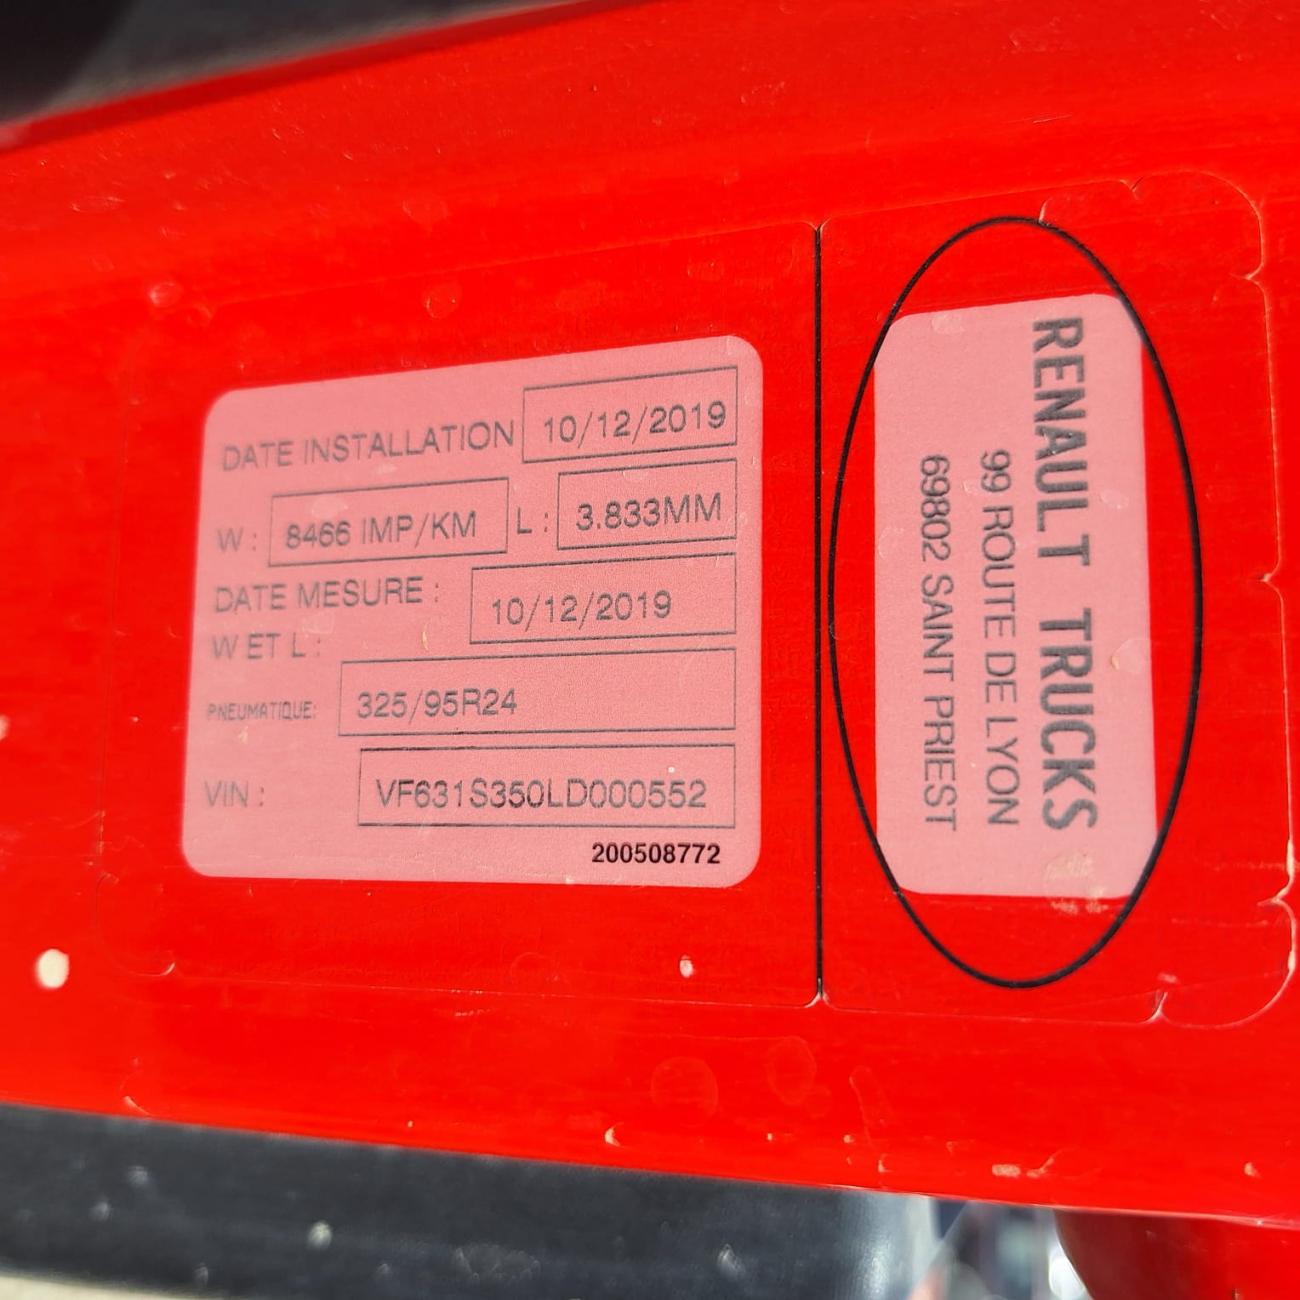 DATE INSTALLATION 10/12/2019
W : 8466 IMP/KM L : 3.833MM
DATE MESURE : 10/12/2019
W ET L :
PNEUMATIQUE: 325/95R24
VIN : VF631S350LD000552
200508772
RENAULT TRUCKS
99 ROUTE DE LYON
69802 SAINT PRIEST